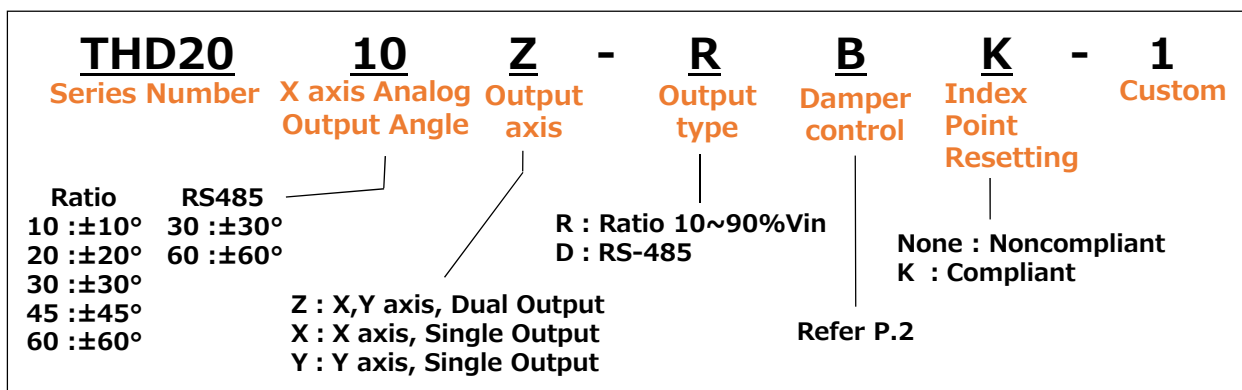 THD20 10 Z - R B K - 1
Series Number X axis Analog Output Angle Output axis Output type Damper control Index Point Resetting Custom
Ratio
10 :±10°
20 :±20°
30 :±30°
45 :±45°
60 :±60°
RS485
30 :±30°
60 :±60°
Z : X,Y axis, Dual Output
X : X axis, Single Output
Y : Y axis, Single Output
R : Ratio 10~90%Vin
D : RS-485
Refer P.2
None : Noncompliant
K : Compliant